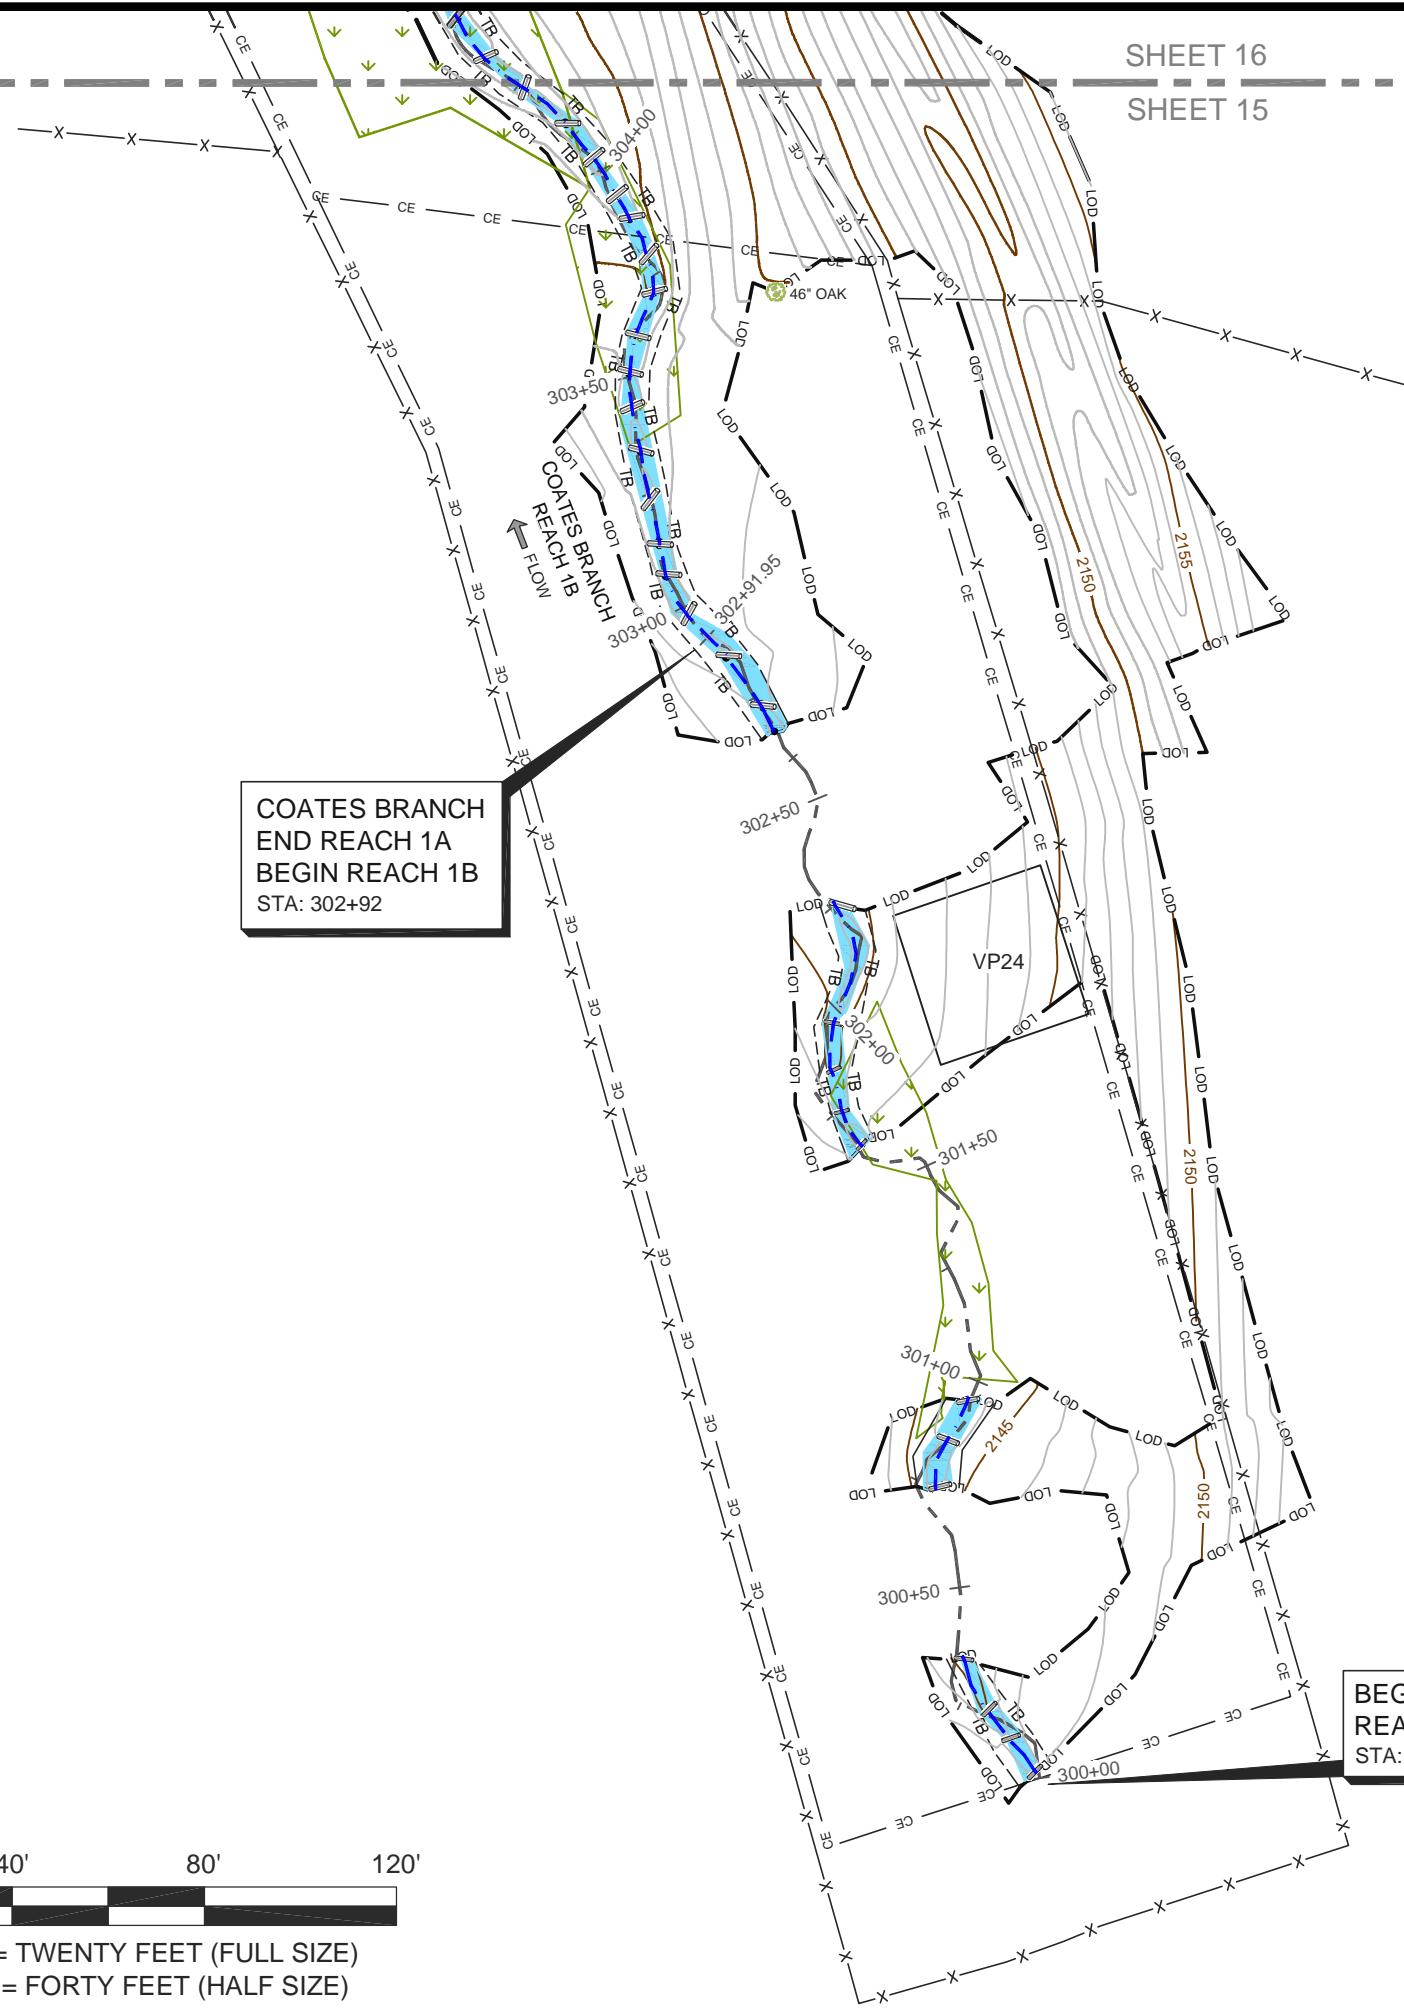 SHEET 16
SHEET 15
304+00
46" OAK
303+50
COATES BRANCH
REACH 1B
FLOW
303+00
302+91.95
2150
2155
COATES BRANCH
END REACH 1A
BEGIN REACH 1B
STA: 302+92
302+50
VP24
302+00
301+50
2150
301+00
2145
2150
300+50
300+00
BEG
REA
STA:
40'
80'
120'
= TWENTY FEET (FULL SIZE)
= FORTY FEET (HALF SIZE)
CE
LOD
TB
X